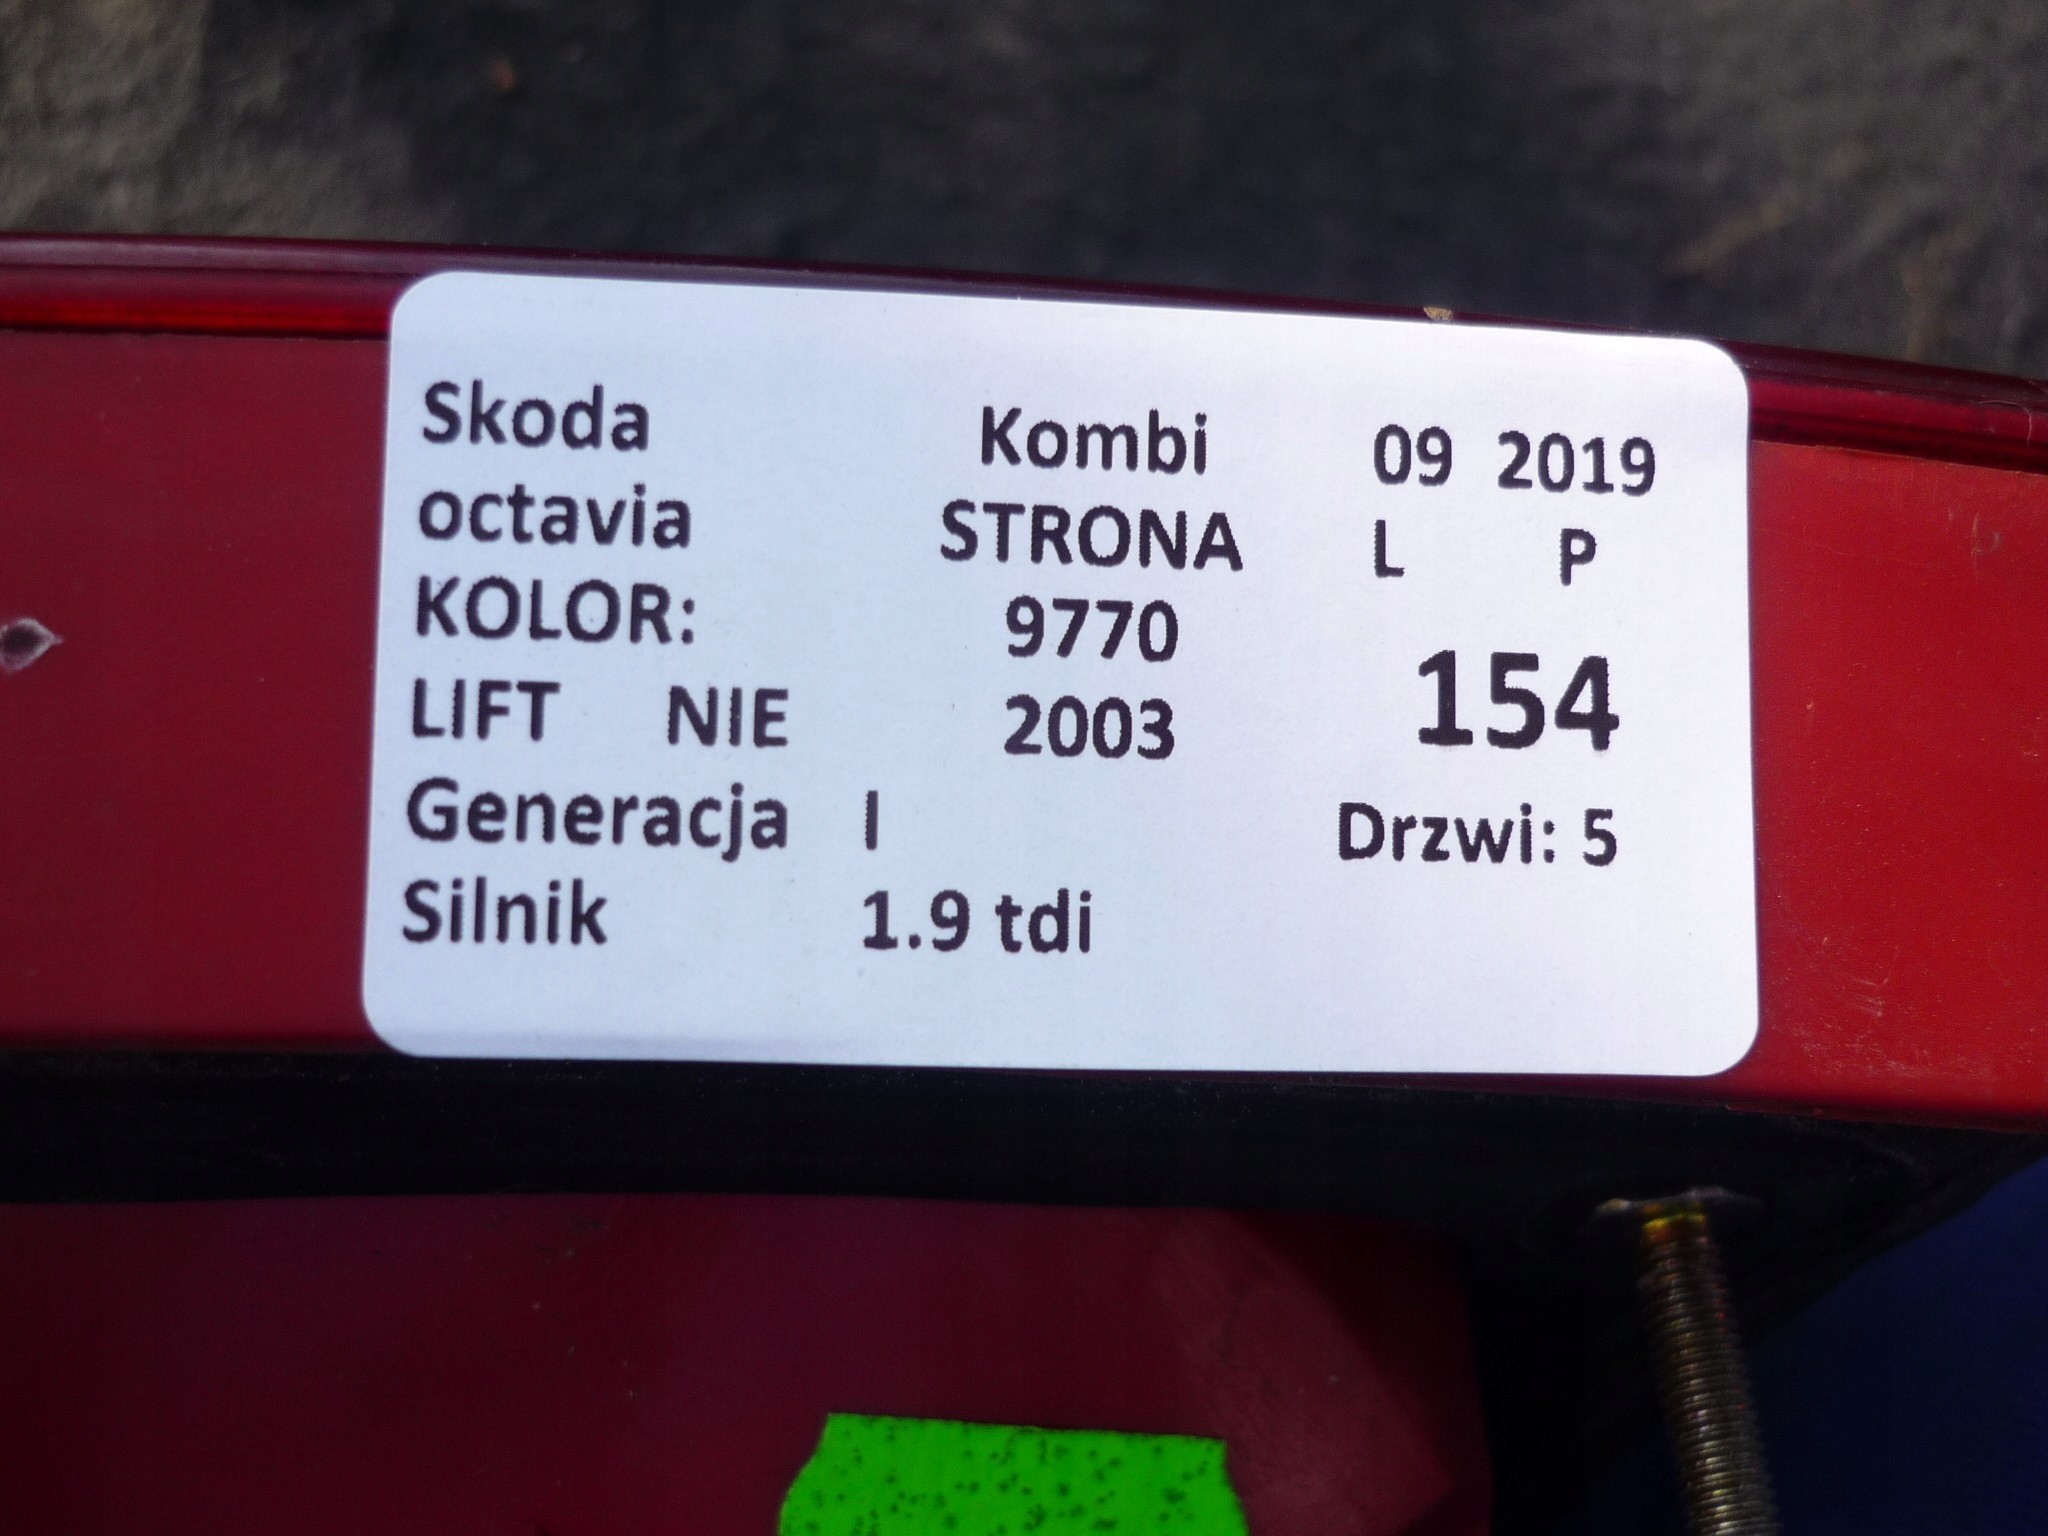 Skoda Kombi 09 2019
octavia STRONA L P
KOLOR: 9770
LIFT NIE 2003 154
Generacja I Drzwi: 5
Silnik 1.9 tdi